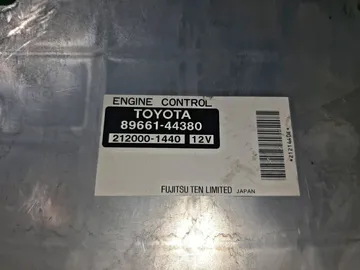 ENGINE CONTROL
TOYOTA
89661-44380
212000-1440 12V
FUJITSU TEN LIMITED JAPAN